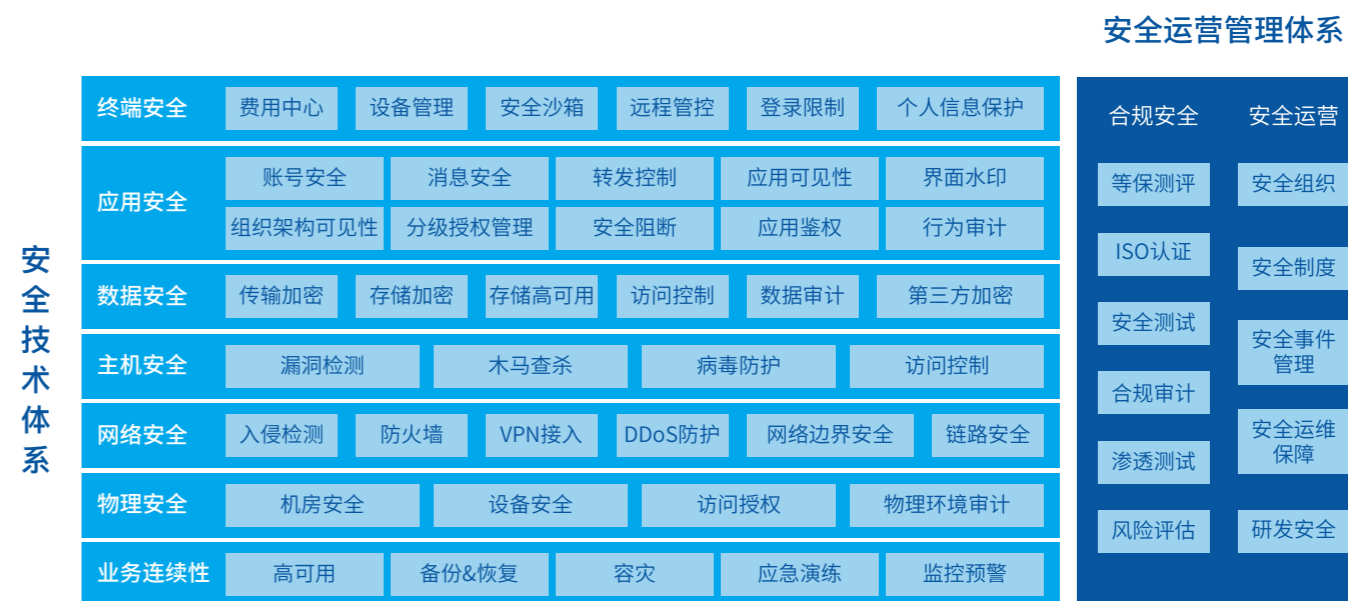 安全运营管理体系
安全技术体系
终端安全 费用中心 设备管理 安全沙箱 远程管控 登录限制 个人信息保护
应用安全
账号安全 消息安全 转发控制 应用可见性 界面水印
组织架构可见性 分级授权管理 安全阻断 应用鉴权 行为审计
数据安全 传输加密 存储加密 存储高可用 访问控制 数据审计 第三方加密
主机安全 漏洞检测 木马查杀 病毒防护 访问控制
网络安全 入侵检测 防火墙 VPN接入 DDoS防护 网络边界安全 链路安全
物理安全 机房安全 设备安全 访问授权 物理环境审计
业务连续性 高可用 备份&恢复 容灾 应急演练 监控预警
合规安全
等保测评
ISO认证
安全测试
合规审计
渗透测试
风险评估
安全运营
安全组织
安全制度
安全事件
管理
安全运维
保障
研发安全